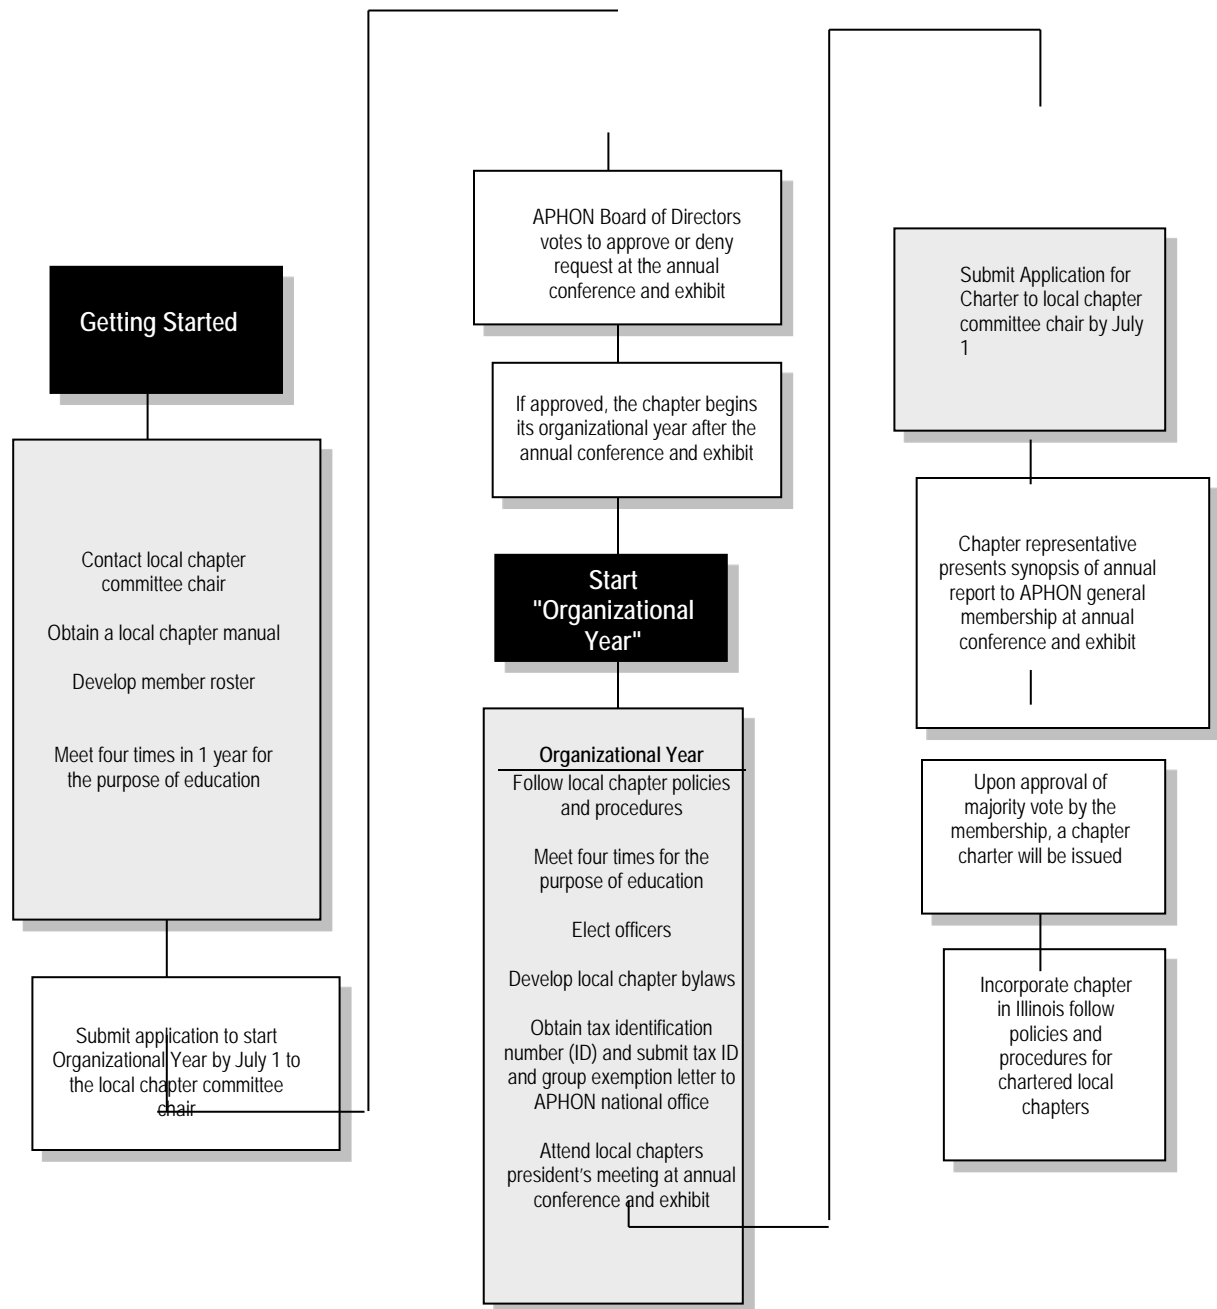 Getting Started
Contact local chapter
committee chair
Obtain a local chapter manual
Develop member roster
Meet four times in 1 year for
the purpose of education
Submit application to start
Organizational Year by July 1 to
the local chapter committee
chair
APHON Board of Directors
votes to approve or deny
request at the annual
conference and exhibit
If approved, the chapter begins
its organizational year after the
annual conference and exhibit
Start
"Organizational
Year"
Organizational Year
Follow local chapter policies
and procedures
Meet four times for the
purpose of education
Elect officers
Develop local chapter bylaws
Obtain tax identification
number (ID) and submit tax ID
and group exemption letter to
APHON national office
Attend local chapters
president’s meeting at annual
conference and exhibit
Submit Application for
Charter to local chapter
committee chair by July
1
Chapter representative
presents synopsis of annual
report to APHON general
membership at annual
conference and exhibit
Upon approval of
majority vote by the
membership, a chapter
charter will be issued
Incorporate chapter
in Illinois follow
policies and
procedures for
chartered local
chapters